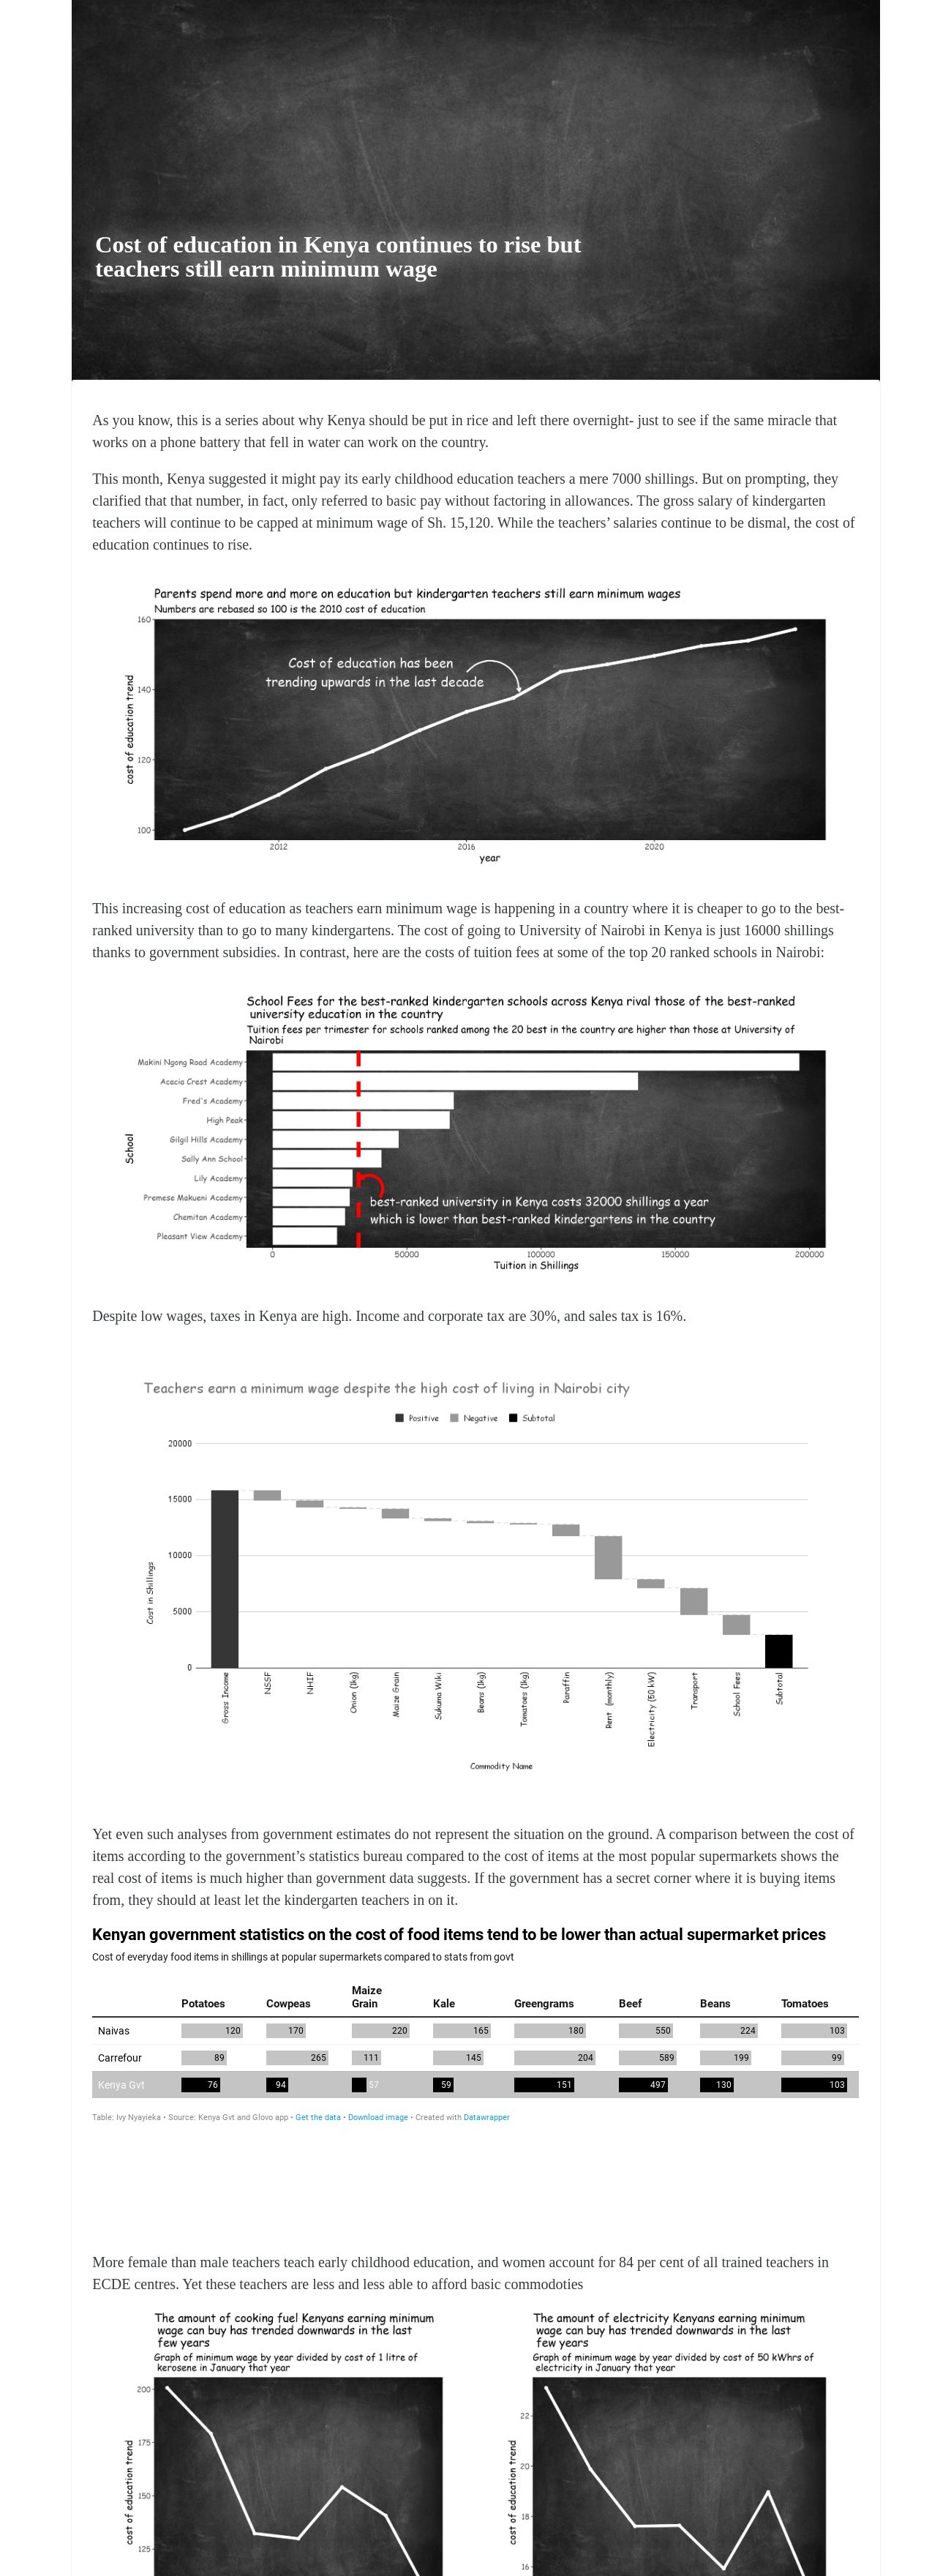 Cost of education in Kenya continues to rise but
teachers still earn minimum wage
As you know, this is a series about why Kenya should be put in rice and left there overnight- just to see if the same miracle that
works on a phone battery that fell in water can work on the country.
This month, Kenya suggested it might pay its early childhood education teachers a mere 7000 shillings. But on prompting, they
clarified that that number, in fact, only referred to basic pay without factoring in allowances. The gross salary of kindergarten
teachers will continue to be capped at minimum wage of Sh. 15,120. While the teachers’ salaries continue to be dismal, the cost of
education continues to rise.
Parents spend more and more on education but kindergarten teachers still earn minimum wages
Numbers are rebased so 100 is the 2010 cost of education
160
140
120
100
cost of education trend
Cost of education has been
trending upwards in the last decade
2012
2016
2020
year
This increasing cost of education as teachers earn minimum wage is happening in a country where it is cheaper to go to the best-
ranked university than to go to many kindergartens. The cost of going to University of Nairobi in Kenya is just 16000 shillings
thanks to government subsidies. In contrast, here are the costs of tuition fees at some of the top 20 ranked schools in Nairobi:
School Fees for the best-ranked kindergarten schools across Kenya rival those of the best-ranked
university education in the country
Tuition fees per trimester for schools ranked among the 20 best in the country are higher than those at University of
Nairobi
School
Makini Ngong Road Academy
Acacia Crest Academy
Fred's Academy
High Peak
Gilgil Hills Academy
Sally Ann School
Lily Academy
Premese Makueni Academy
Chemitan Academy
Pleasant View Academy
best-ranked university in Kenya costs 32000 shillings a year
which is lower than best-ranked kindergartens in the country
0
50000
100000
150000
200000
Tuition in Shillings
Despite low wages, taxes in Kenya are high. Income and corporate tax are 30%, and sales tax is 16%.
Teachers earn a minimum wage despite the high cost of living in Nairobi city
Positive
Negative
Subtotal
20000
15000
10000
5000
0
Cost in Shillings
Gross Income
NSSF
NHIF
Onion (1kg)
Maize Grain
Sukuma Wiki
Beans (1kg)
Tomatoes (1kg)
Paraffin
Rent (monthly)
Electricity (50 kW)
Transport
School Fees
Subtotal
Commodity Name
Yet even such analyses from government estimates do not represent the situation on the ground. A comparison between the cost of
items according to the government’s statistics bureau compared to the cost of items at the most popular supermarkets shows the
real cost of items is much higher than government data suggests. If the government has a secret corner where it is buying items
from, they should at least let the kindergarten teachers in on it.
Kenyan government statistics on the cost of food items tend to be lower than actual supermarket prices
Cost of everyday food items in shillings at popular supermarkets compared to stats from govt
Potatoes Cowpeas Maize Grain Kale Greengrams Beef Beans Tomatoes
Naivas 120 170 220 165 180 550 224 103
Carrefour 89 265 111 145 204 589 199 99
Kenya Gvt 76 94 57 59 151 497 130 103
Table: Ivy Nyayieka • Source: Kenya Gvt and Glovo app • Get the data • Download image • Created with Datawrapper
More female than male teachers teach early childhood education, and women account for 84 per cent of all trained teachers in
ECDE centres. Yet these teachers are less and less able to afford basic commodoties
The amount of cooking fuel Kenyans earning minimum
wage can buy has trended downwards in the last
few years
Graph of minimum wage by year divided by cost of 1 litre of
kerosene in January that year
200
175
150
125
cost of education trend
The amount of electricity Kenyans earning minimum
wage can buy has trended downwards in the last
few years
Graph of minimum wage by year divided by cost of 50 kWhrs of
electricity in January that year
22
20
18
16
cost of education trend